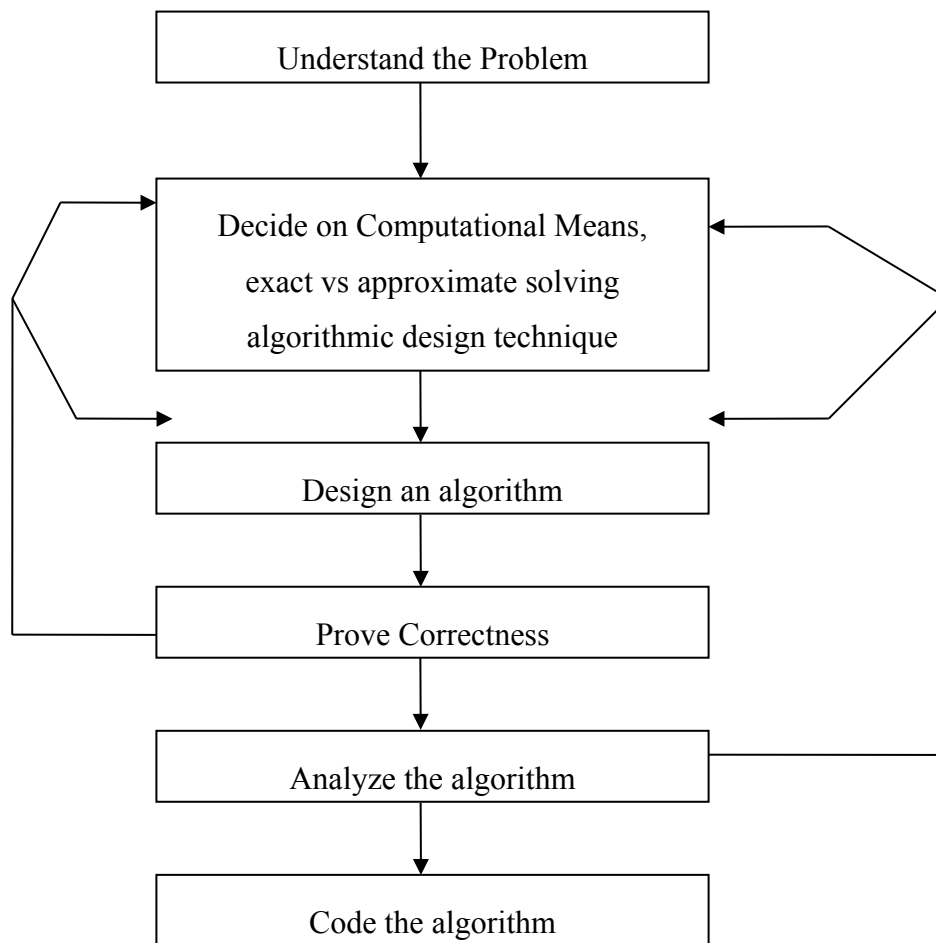 Understand the Problem
Decide on Computational Means,
exact vs approximate solving
algorithmic design technique
Design an algorithm
Prove Correctness
Analyze the algorithm
Code the algorithm